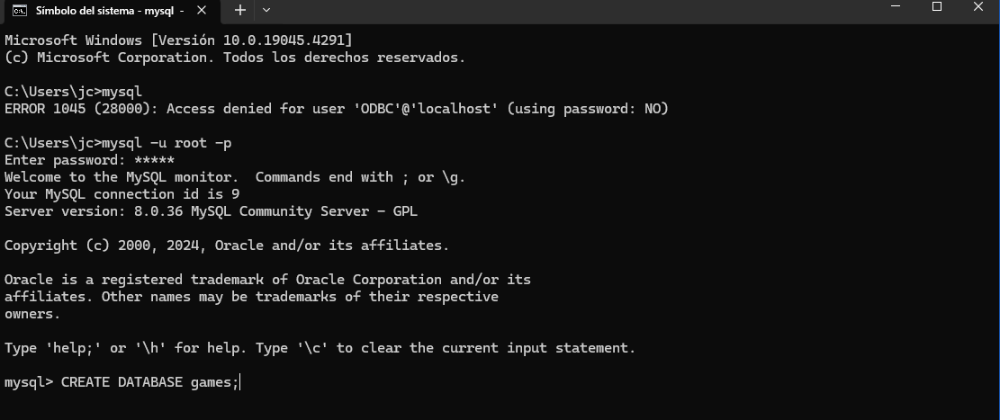 Símbolo del sistema - mysql -
Microsoft Windows [Versión 10.0.19045.4291]
(c) Microsoft Corporation. Todos los derechos reservados.
C:\Users\jc>mysql
ERROR 1045 (28000): Access denied for user 'ODBC'@'localhost' (using password: NO)
C:\Users\jc>mysql -u root -p
Enter password: *****
Welcome to the MySQL monitor.  Commands end with ; or \g.
Your MySQL connection id is 9
Server version: 8.0.36 MySQL Community Server - GPL
Copyright (c) 2000, 2024, Oracle and/or its affiliates.
Oracle is a registered trademark of Oracle Corporation and/or its
affiliates. Other names may be trademarks of their respective
owners.
Type 'help;' or '\h' for help. Type '\c' to clear the current input statement.
mysql> CREATE DATABASE games;